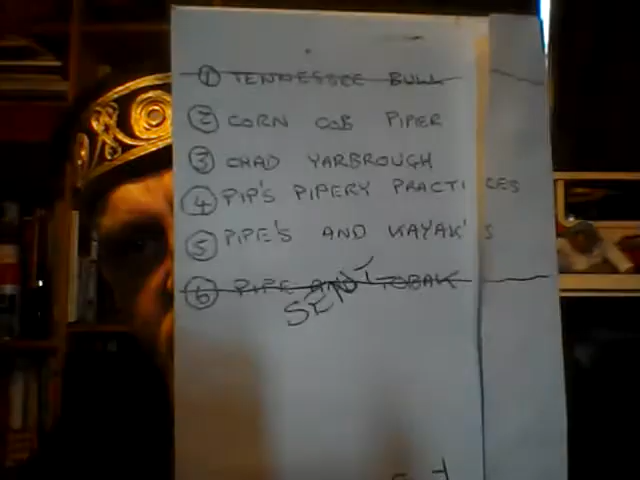 ① TENNESSEE BULL
② CORN COB PIPER
③ CHAD YARBROUGH
④ PIP'S PIPERY PRACTICES
⑤ PIPE'S AND KAYAK'S
⑥ PIPE AND TOBAK
SENT